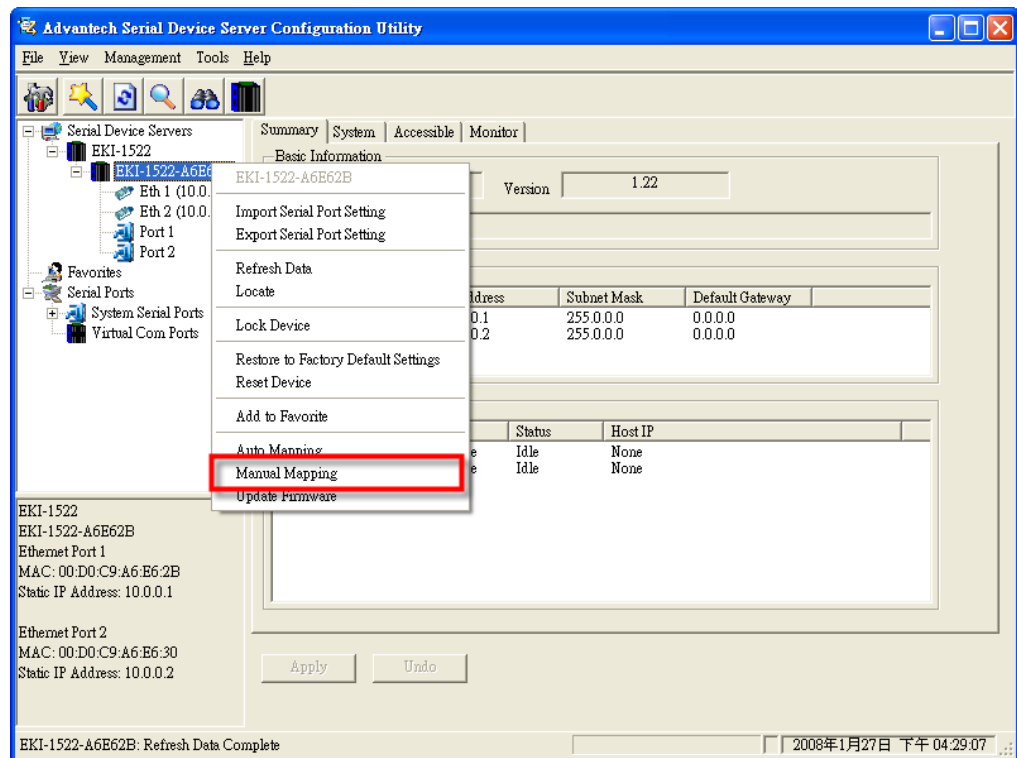 Advantech Serial Device Server Configuration Utility
File View Management Tools Help
Serial Device Servers
EKI-1522
EKI-1522-A6E6
Eth 1 (10.0.
Eth 2 (10.0.
Port 1
Port 2
Favorites
Serial Ports
System Serial Ports
Virtual Com Ports
EKI-1522
EKI-1522-A6E62B
Ethernet Port 1
MAC: 00:D0:C9:A6:E6:2B
Static IP Address: 10.0.0.1
Ethernet Port 2
MAC: 00:D0:C9:A6:E6:30
Static IP Address: 10.0.0.2
EKI-1522-A6E62B
Import Serial Port Setting
Export Serial Port Setting
Refresh Data
Locate
Lock Device
Restore to Factory Default Settings
Reset Device
Add to Favorite
Auto Mapping
Manual Mapping
Update Firmware
Summary System Accessible Monitor
Basic Information
Version 1.22
ldress Subnet Mask Default Gateway
0.1 255.0.0.0 0.0.0.0
0.2 255.0.0.0 0.0.0.0
Status Host IP
e Idle None
e Idle None
Apply Undo
EKI-1522-A6E62B: Refresh Data Complete
2008年1月27日 下午 04:29:07